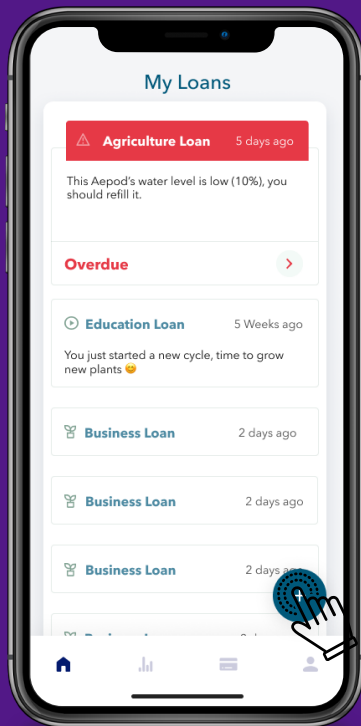 My Loans
Agriculture Loan 5 days ago
This Aepod's water level is low (10%), you
should refill it.
Overdue
Education Loan 5 Weeks ago
You just started a new cycle, time to grow
new plants 😊
Business Loan 2 days ago
Business Loan 2 days ago
Business Loan 2 days
+